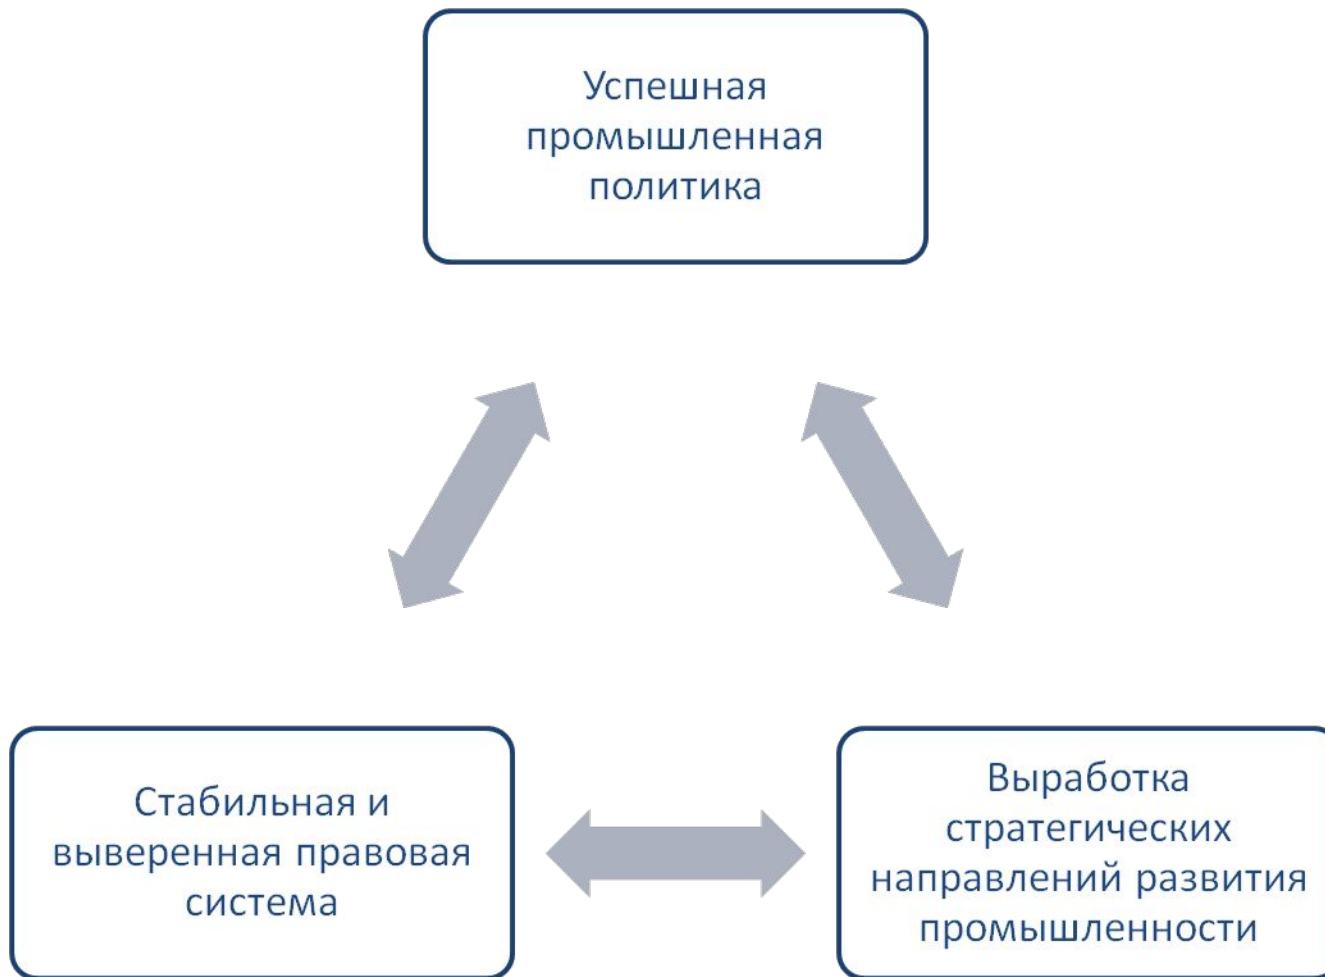 Успешная
промышленная
политика
Стабильная и
выверенная правовая
система
Выработка
стратегических
направлений развития
промышленности